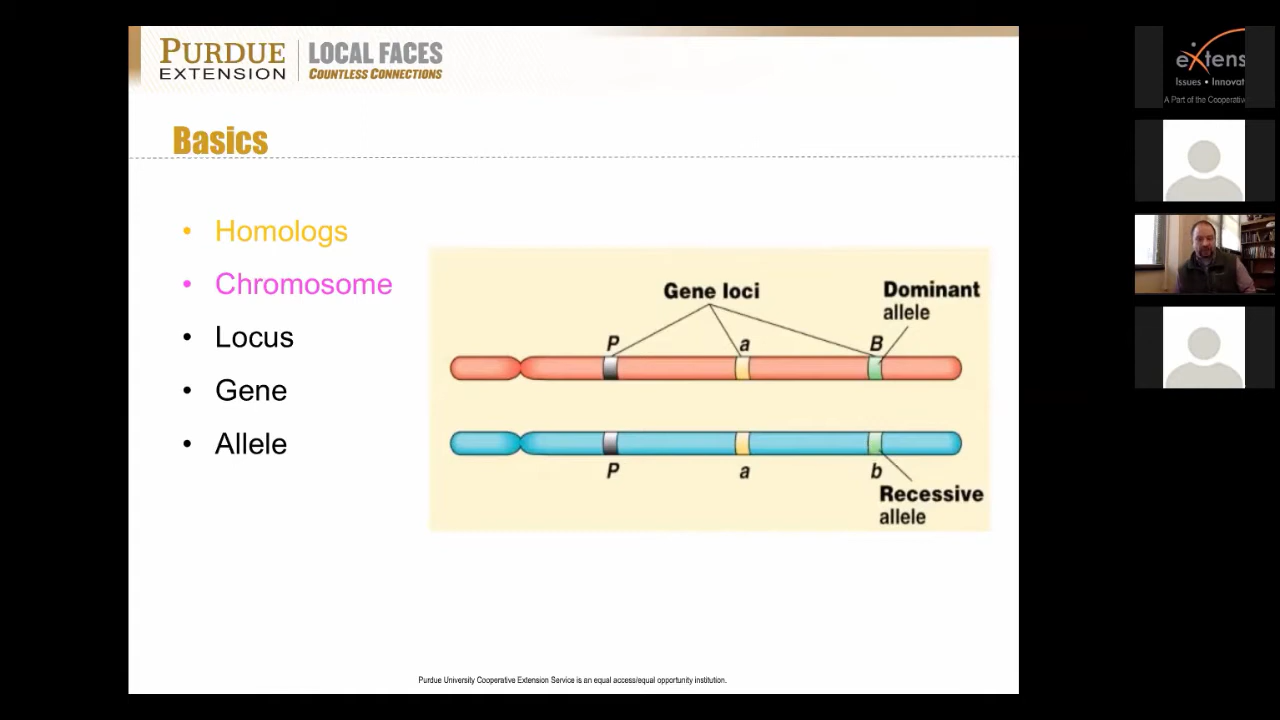 PURDUE
EXTENSION
LOCAL FACES
COUNTLESS CONNECTIONS
Basics
• Homologs
• Chromosome
• Locus
• Gene
• Allele
Gene loci
Dominant
allele
P
a
B
P
a
b
Recessive
allele
Purdue University Cooperative Extension Service is an equal access/equal opportunity institution.
eXtens
Issues • Innovat
A Part of the Cooperativ